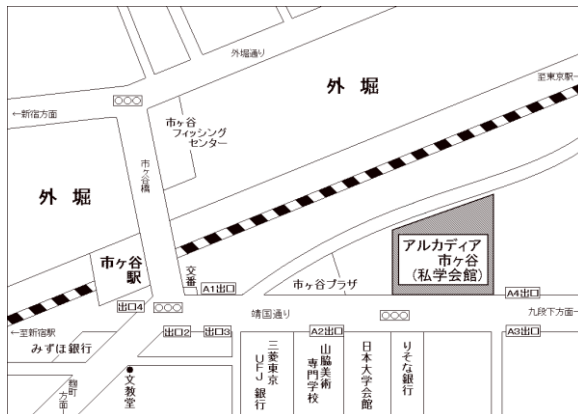 外堀通り
外 堀
至東京駅→
←新宿方面
市ヶ谷
フィッシング
センター
市ヶ谷橋
外 堀
アルカディア
市ヶ谷
(私学会館)
市ヶ谷
駅
交番
A1出口
市ヶ谷プラザ
A4出口
出口4
靖国通り
九段下方面→
←至新宿駅
出口2
出口3
A2出口
A3出口
みずほ銀行
麹町
方面
文教堂
三菱東京
UFJ銀行
山脇美術
専門学校
日本大学会館
りそな銀行